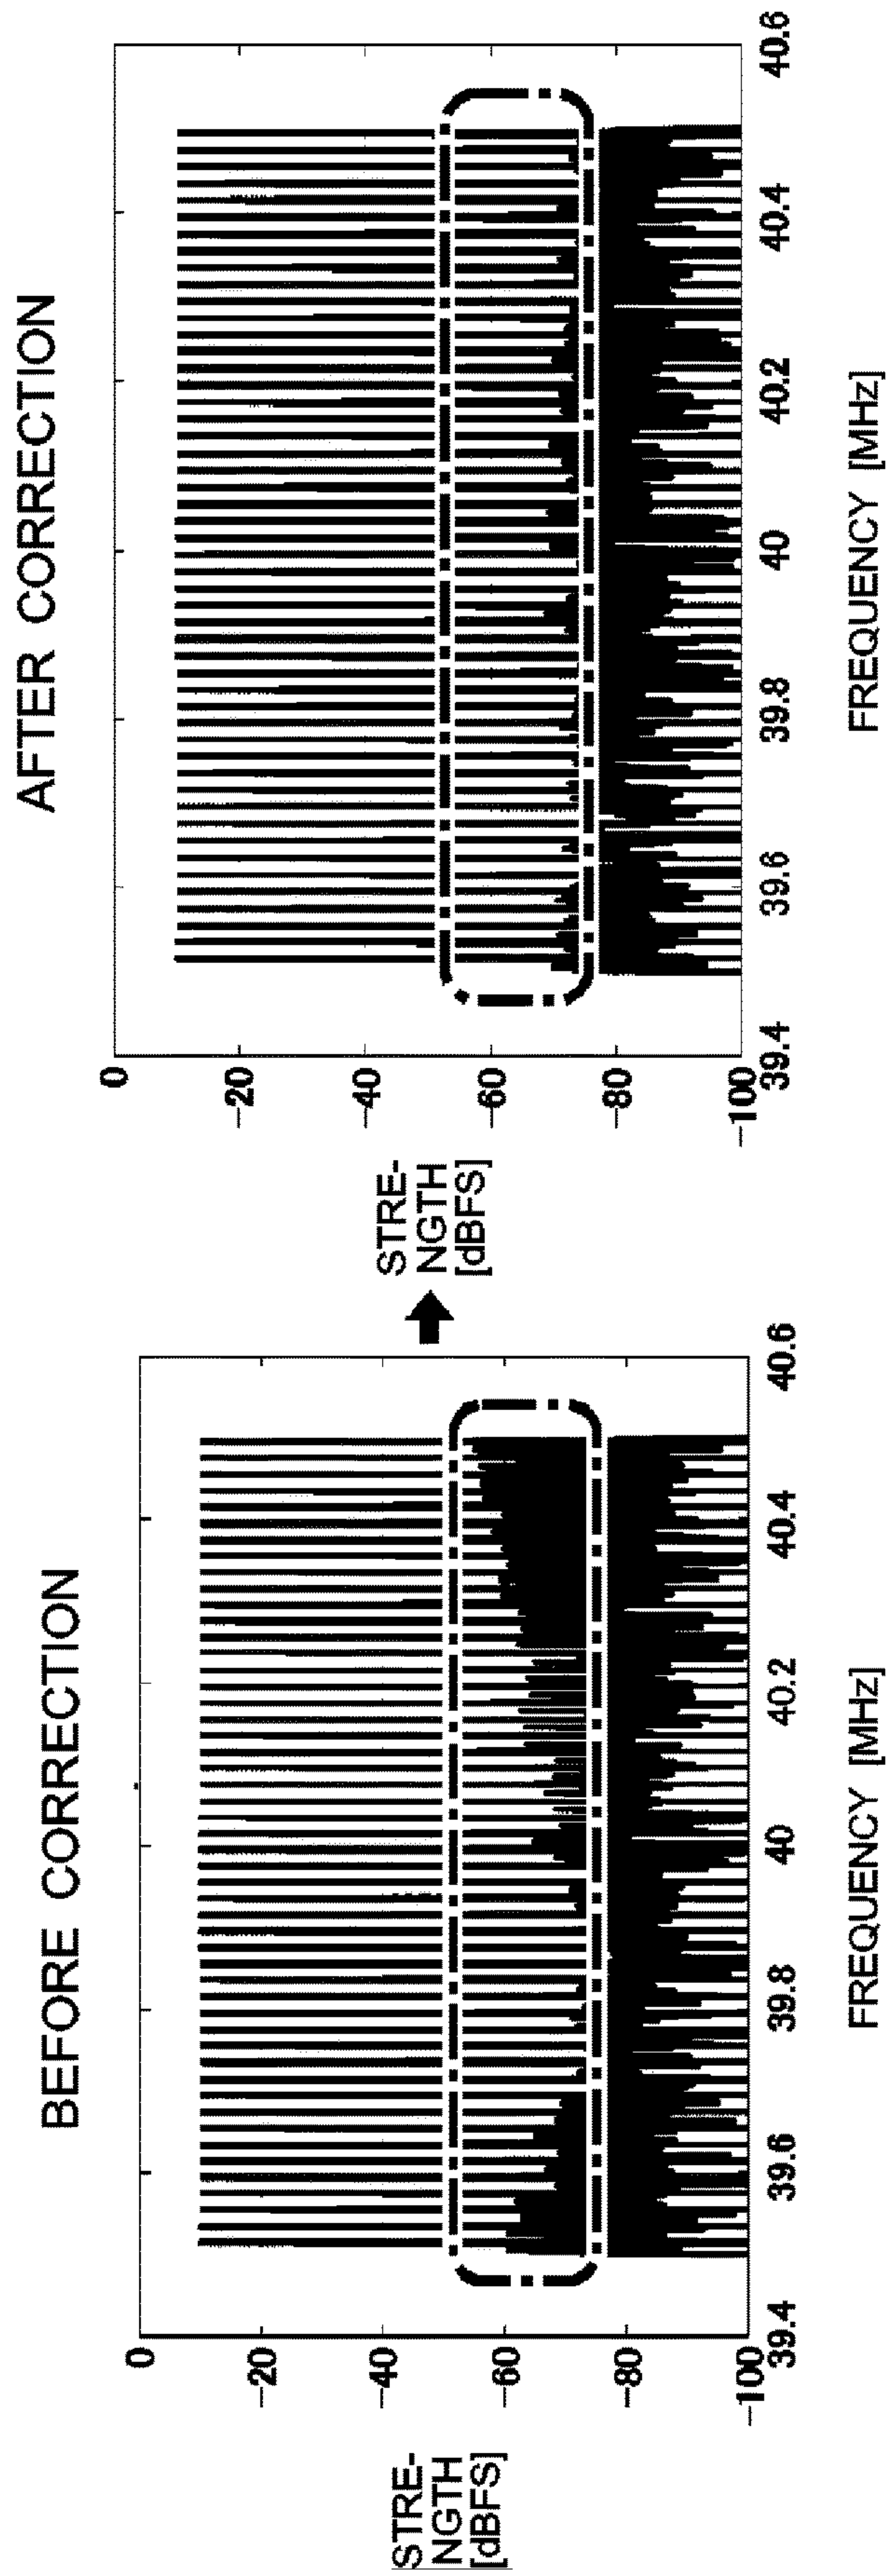 BEFORE CORRECTION
STRE-
NGTH
[dBFS]
0
−20
−40
−60
−80
−100
39.4
39.6
39.8
40
40.2
40.4
40.6
FREQUENCY [MHz]
AFTER CORRECTION
STRE-
NGTH
[dBFS]
0
−20
−40
−60
−80
−100
39.4
39.6
39.8
40
40.2
40.4
40.6
FREQUENCY [MHz]